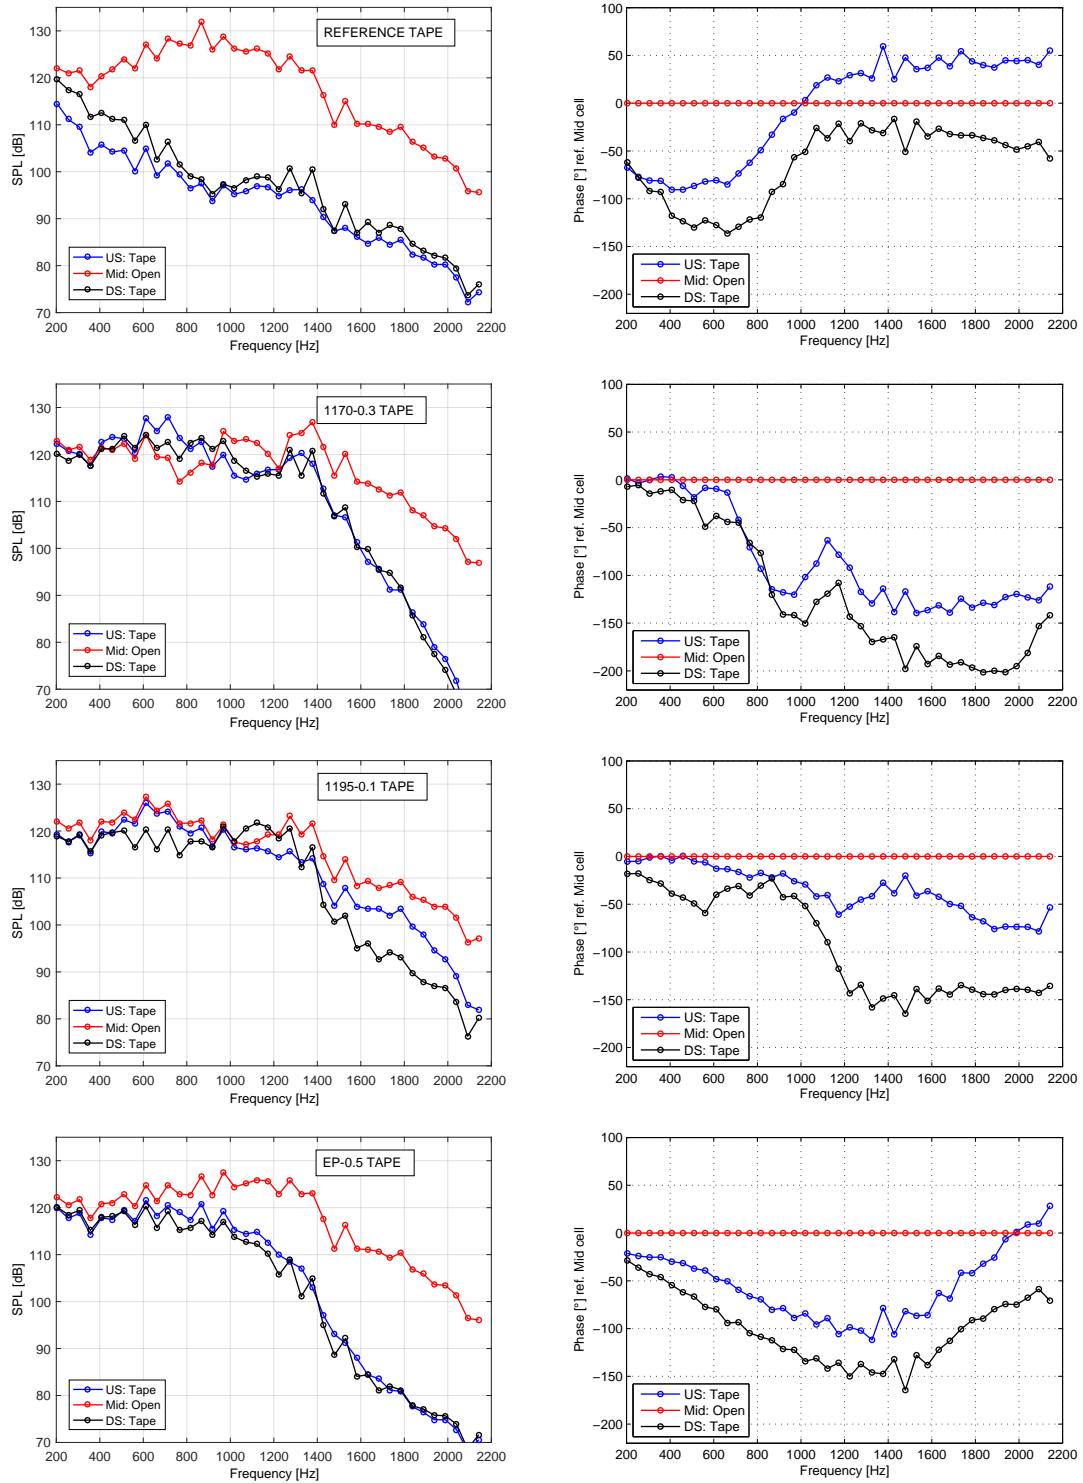 130
120
110
100
90
80
70
SPL [dB]
REFERENCE TAPE
US: Tape
Mid: Open
DS: Tape
200 400 600 800 1000 1200 1400 1600 1800 2000 2200
Frequency [Hz]
100
50
0
−50
−100
−150
−200
Phase [°] ref. Mid cell
US: Tape
Mid: Open
DS: Tape
200 400 600 800 1000 1200 1400 1600 1800 2000 2200
Frequency [Hz]
130
120
110
100
90
80
70
SPL [dB]
1170-0.3 TAPE
US: Tape
Mid: Open
DS: Tape
200 400 600 800 1000 1200 1400 1600 1800 2000 2200
Frequency [Hz]
100
50
0
−50
−100
−150
−200
Phase [°] ref. Mid cell
US: Tape
Mid: Open
DS: Tape
200 400 600 800 1000 1200 1400 1600 1800 2000 2200
Frequency [Hz]
130
120
110
100
90
80
70
SPL [dB]
1195-0.1 TAPE
US: Tape
Mid: Open
DS: Tape
200 400 600 800 1000 1200 1400 1600 1800 2000 2200
Frequency [Hz]
100
50
0
−50
−100
−150
−200
Phase [°] ref. Mid cell
US: Tape
Mid: Open
DS: Tape
200 400 600 800 1000 1200 1400 1600 1800 2000 2200
Frequency [Hz]
130
120
110
100
90
80
70
SPL [dB]
EP-0.5 TAPE
US: Tape
Mid: Open
DS: Tape
200 400 600 800 1000 1200 1400 1600 1800 2000 2200
Frequency [Hz]
100
50
0
−50
−100
−150
−200
Phase [°] ref. Mid cell
US: Tape
Mid: Open
DS: Tape
200 400 600 800 1000 1200 1400 1600 1800 2000 2200
Frequency [Hz]